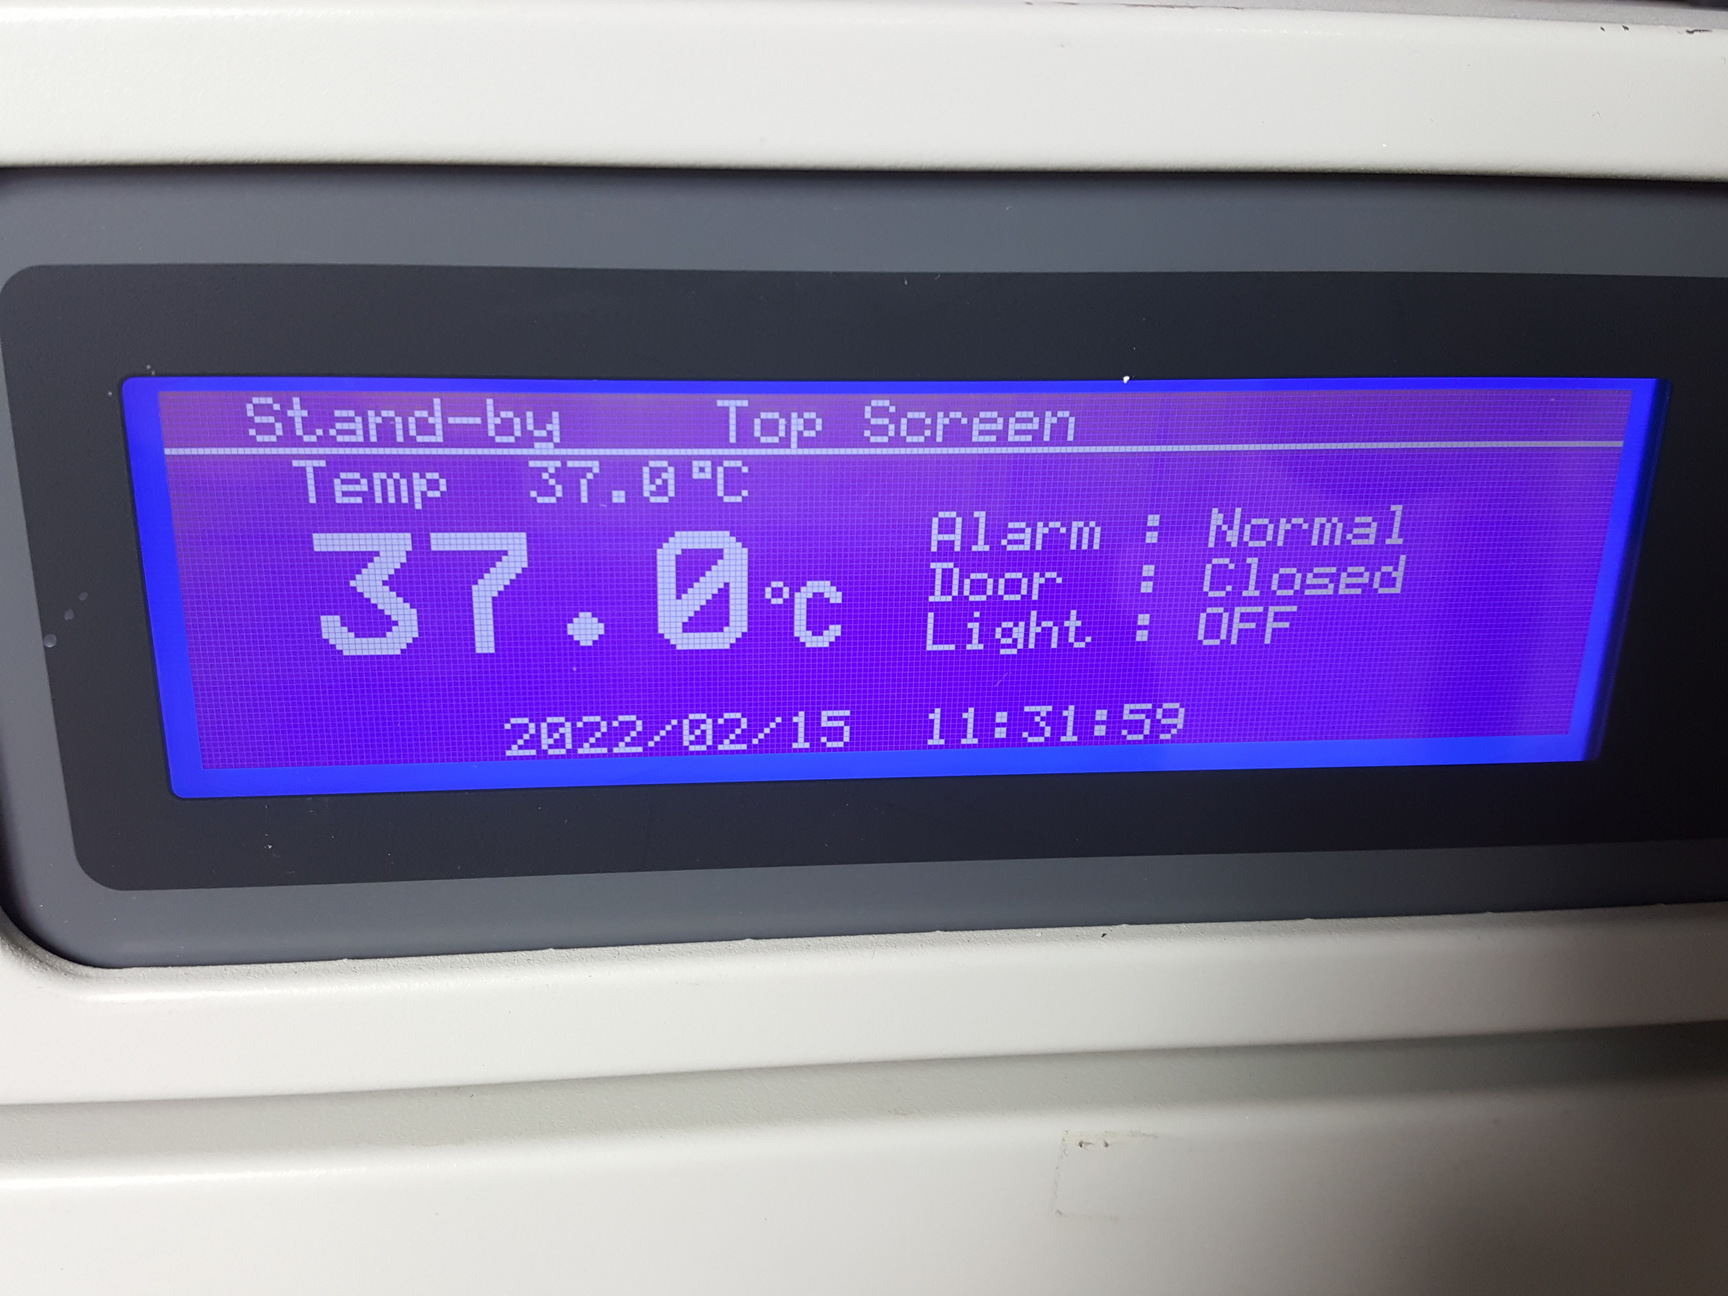 Stand-by Top Screen
Temp 37.0°C
37.0°C
Alarm : Normal
Door : Closed
Light : OFF
2022/02/15 11:31:59